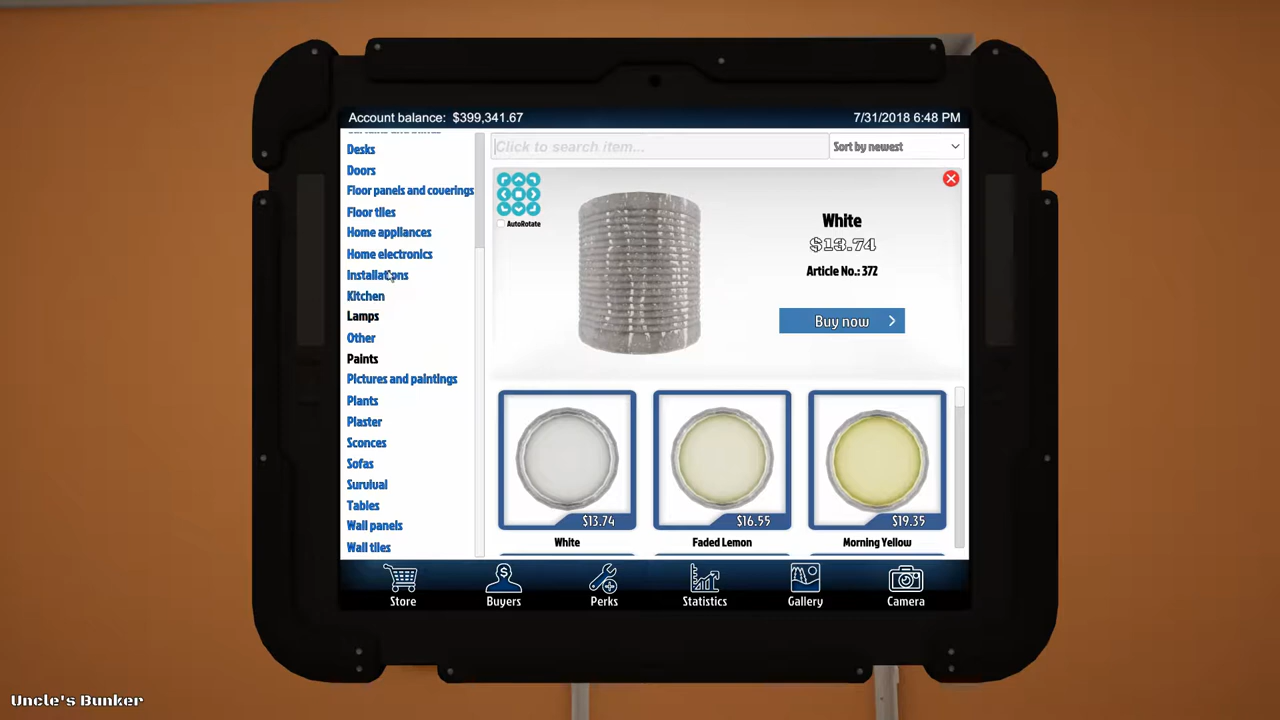 Account balance: $399,341.67
7/31/2018 6:48 PM
Desks
Doors
Floor panels and coverings
Floor tiles
Home appliances
Home electronics
Installations
Kitchen
Lamps
Other
Paints
Pictures and paintings
Plants
Plaster
Sconces
Sofas
Survival
Tables
Wall panels
Wall tiles
Click to search item...
Sort by newest
AutoRotate
White
$13.74
Article No.: 372
Buy now
$13.74
$16.55
$19.35
White
Faded Lemon
Morning Yellow
Store
Buyers
Perks
Statistics
Gallery
Camera
Uncle's Bunker